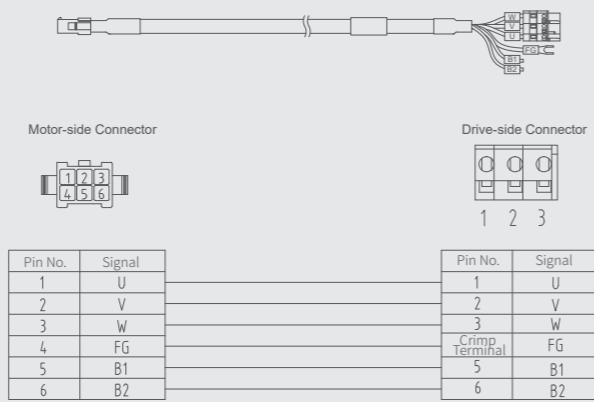 W
V
U
FG
B1
B2
Motor-side Connector
Drive-side Connector
1 2 3
4 5 6
1 2 3
Pin No. Signal
1 U
2 V
3 W
4 FG
5 B1
6 B2
Pin No. Signal
1 U
2 V
3 W
Crimp
Terminal FG
5 B1
6 B2